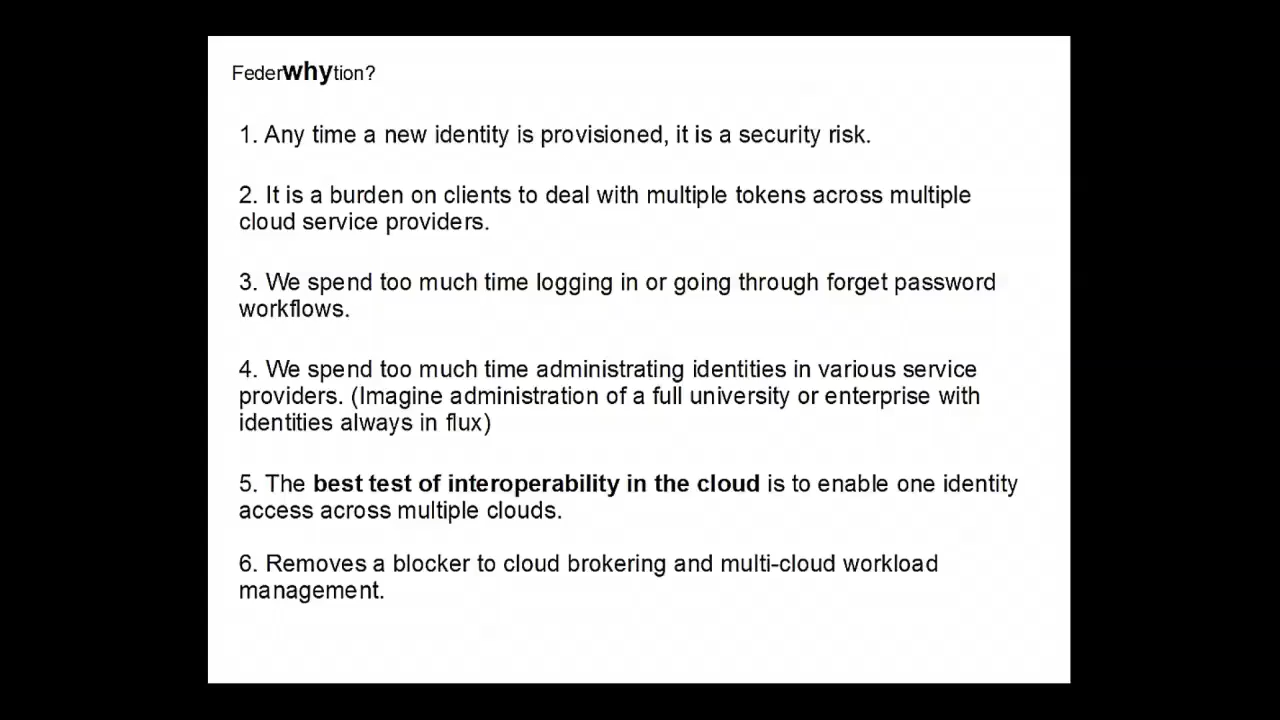 Federwhytion?
1. Any time a new identity is provisioned, it is a security risk.
2. It is a burden on clients to deal with multiple tokens across multiple
cloud service providers.
3. We spend too much time logging in or going through forget password
workflows.
4. We spend too much time administrating identities in various service
providers. (Imagine administration of a full university or enterprise with
identities always in flux)
5. The best test of interoperability in the cloud is to enable one identity
access across multiple clouds.
6. Removes a blocker to cloud brokering and multi-cloud workload
management.